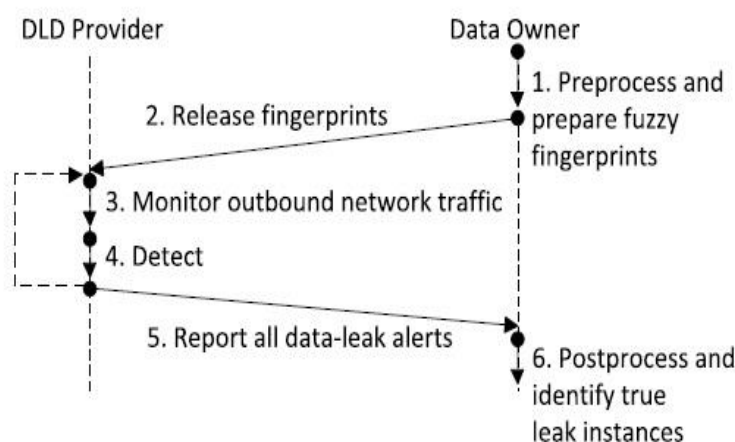 DLD Provider
Data Owner
1. Preprocess and
prepare fuzzy
fingerprints
2. Release fingerprints
3. Monitor outbound network traffic
4. Detect
5. Report all data-leak alerts
6. Postprocess and
identify true
leak instances